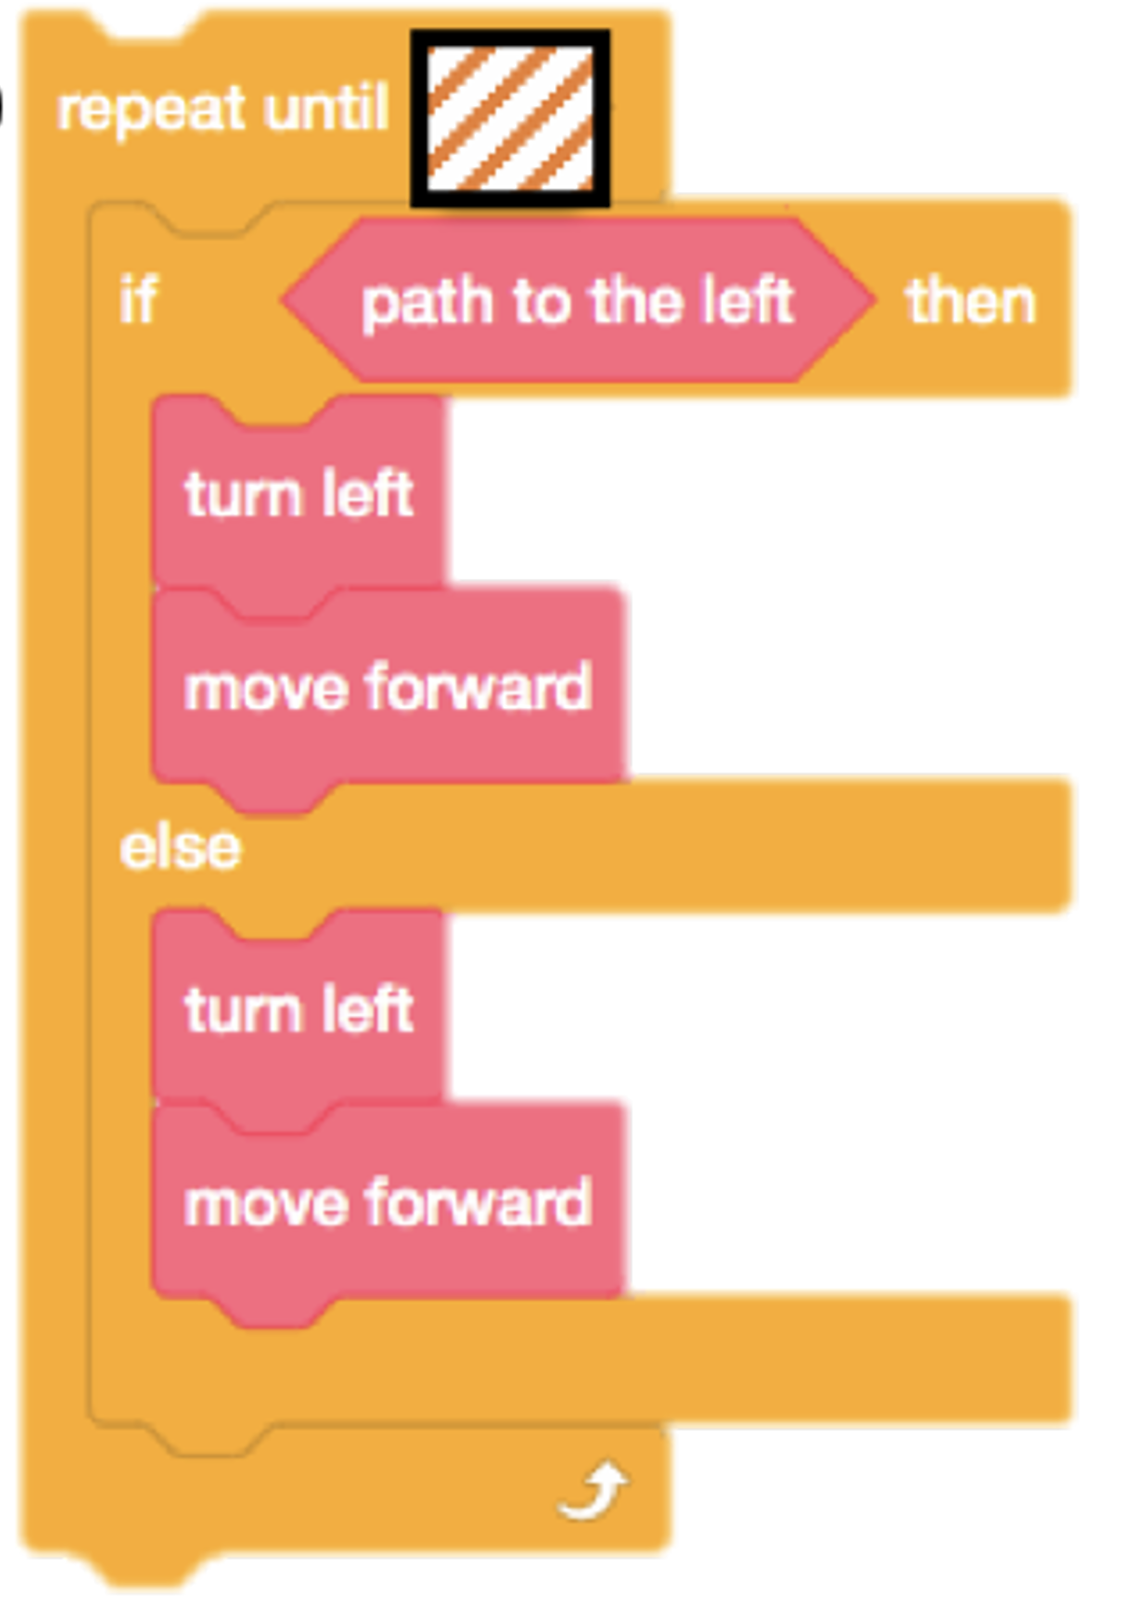 repeat until
if path to the left then
turn left
move forward
else
turn left
move forward